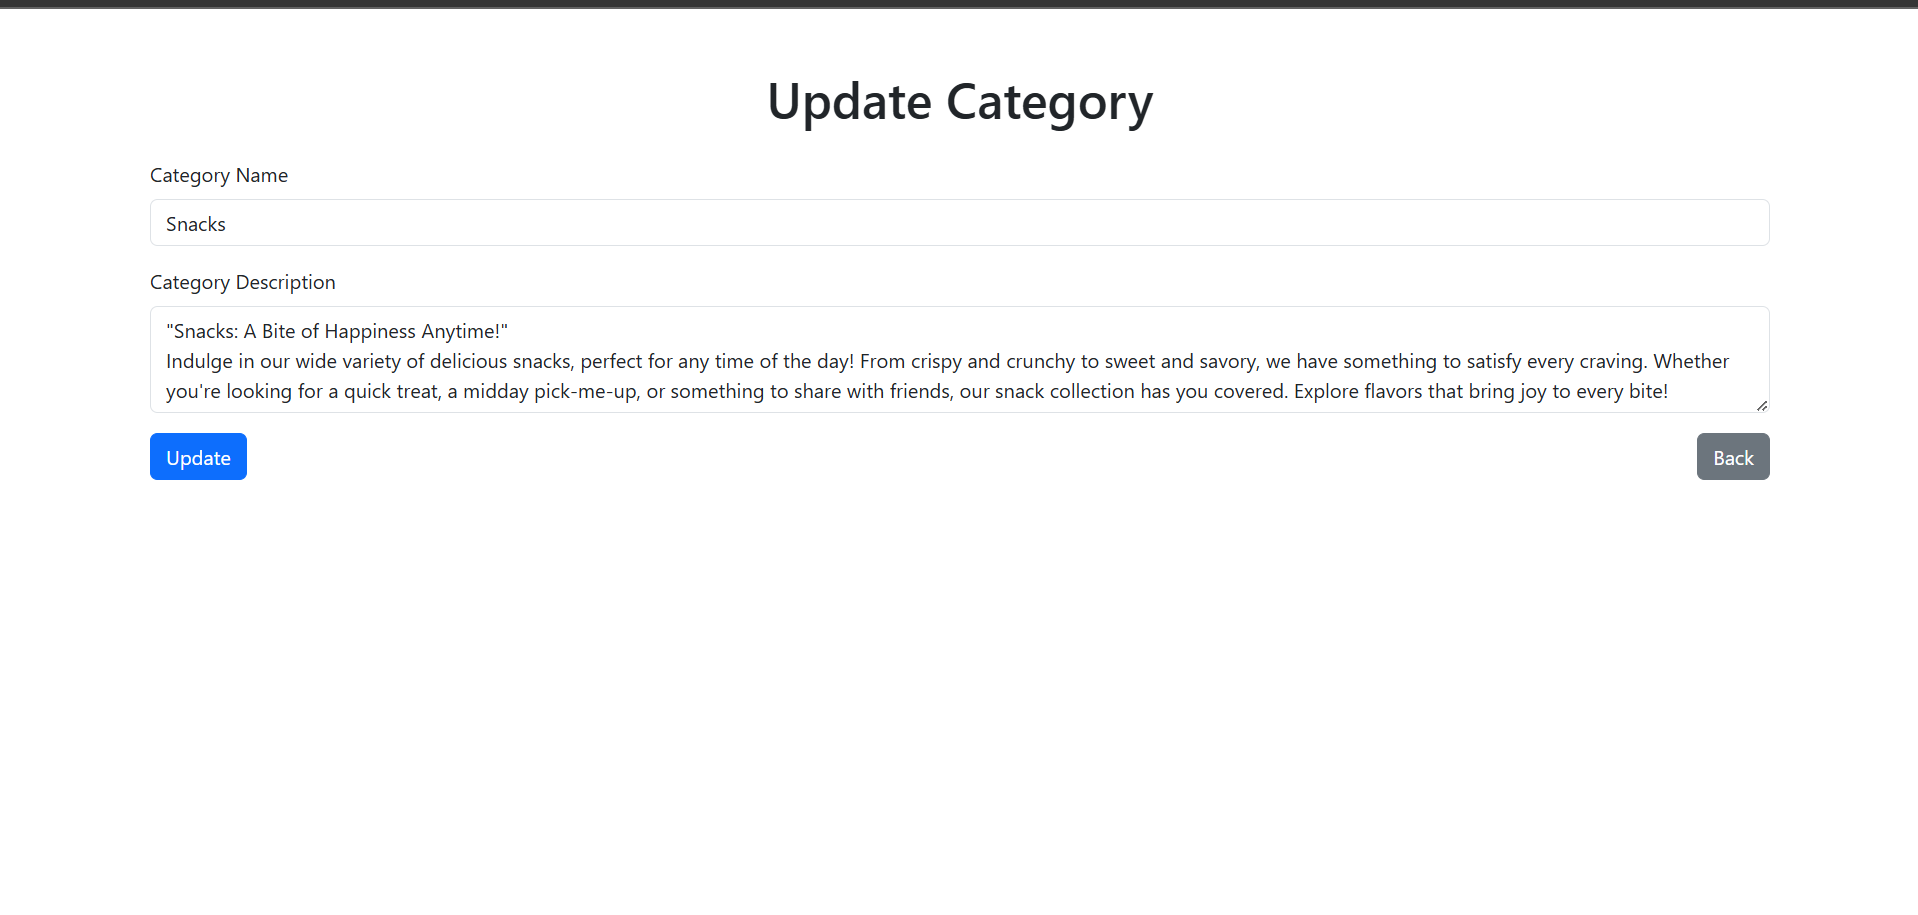 Update Category
Category Name
Snacks
Category Description
"Snacks: A Bite of Happiness Anytime!"
Indulge in our wide variety of delicious snacks, perfect for any time of the day! From crispy and crunchy to sweet and savory, we have something to satisfy every craving. Whether
you're looking for a quick treat, a midday pick-me-up, or something to share with friends, our snack collection has you covered. Explore flavors that bring joy to every bite!
Update
Back